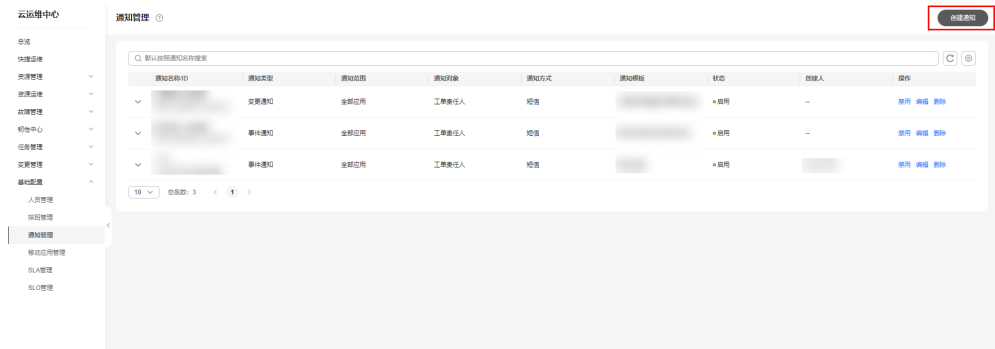 云运维中心
总览
快捷运维
资源管理
资源运维
故障管理
韧性中心
任务管理
变更管理
基础配置
人员管理
排班管理
通知管理
移动应用管理
SLA管理
SLO管理
通知管理
创建通知
默认按照通知名称搜索
通知名称/ID 通知类型 通知范围 通知对象 通知方式 通知模板 状态 创建人 操作
变更通知 全部应用 工单责任人 短信 启用 -- 禁用 编辑 删除
事件通知 全部应用 工单责任人 短信 启用 -- 禁用 编辑 删除
事件通知 全部应用 工单责任人 短信 启用 禁用 编辑 删除
10 总条数: 3 < 1 >